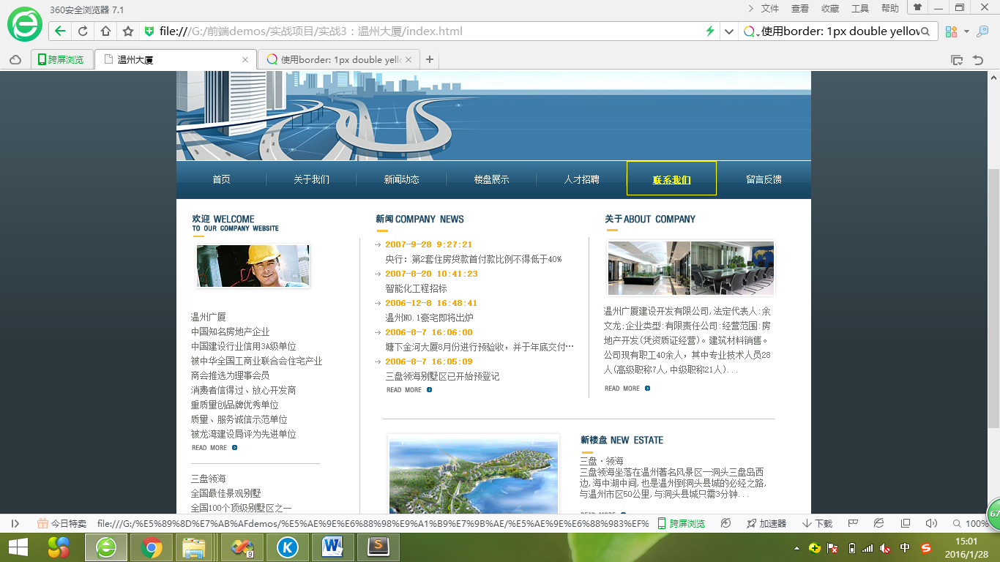 360安全浏览器 7.1
文件 查看 收藏 工具 帮助
file:///G:/前端demos/实战项目/实战3：温州大厦/index.html
使用border: 1px double yellow
跨屏浏览
温州大厦
使用border: 1px double yello
首页 关于我们 新闻动态 楼盘展示 人才招聘 联系我们 留言反馈
欢迎 WELCOME
TO OUR COMPANY WEBSITE
温州广厦
中国知名房地产企业
中国建设行业信用3A级单位
被中华全国工商业联合会住宅产业
商会推选为理事会员
消费者信得过、放心开发商
重质量创品牌优秀单位
质量、服务诚信示范单位
被龙湾建设局评为先进单位
READ MORE
三盘领海
全国最佳景观别墅
全国100个顶级别墅区之一
新闻 COMPANY NEWS
2007-9-28 9:27:21
央行：第2套住房贷款首付款比例不得低于40%
2007-8-20 10:41:23
智能化工程招标
2006-12-8 16:48:41
温州NO.1豪宅即将出炉
2006-8-7 16:06:00
塘下金河大厦8月份进行预验收，并于年底交付…
2006-8-7 16:05:09
三盘领海别墅区已开始预登记
READ MORE
关于ABOUT COMPANY
温州广厦建设开发有限公司,法定代表人:余
文龙;企业类型:有限责任公司:经营范围:房
地产开发(凭资质证经营)。建筑材料销售。
公司现有职工40余人，其中专业技术人员28
人(高级职称7人,中级职称21人)...
READ MORE
新楼盘 NEW ESTATE
三盘·领海
三盘领海坐落在温州著名风景区—洞头三盘岛西
边,海中湖中间,也是温州到洞头县城的必经之路,
与温州市区50公里,与洞头县城只需3分钟...
READ MORE
67
今日特卖
file:///G:/%E5%89%8D%E7%AB%AFdemos/%E5%AE%9E%E6%88%98%E9%A1%B9%E7%9B%AE/%E5%AE%9E%E6%88%983%EF%
跨屏浏览 加速器 下载 100%
9
K
W
S
中
S
15:01
2016/1/28